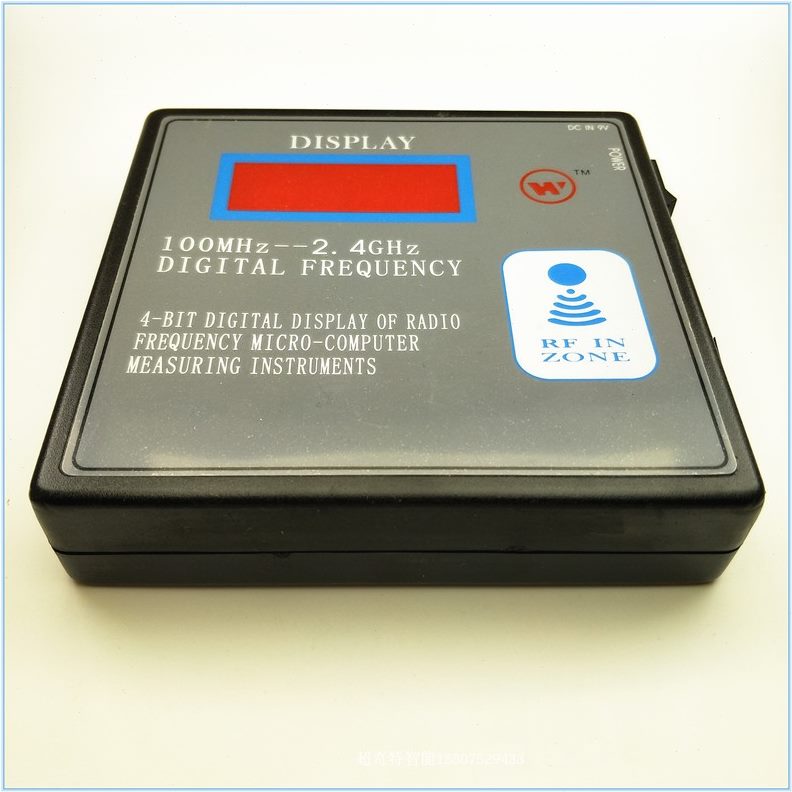 DC IN 9V
DISPLAY
POWER
W TM
100MHz--2.4GHz
DIGITAL FREQUENCY
4-BIT DIGITAL DISPLAY OF RADIO
FREQUENCY MICRO-COMPUTER
MEASURING INSTRUMENTS
RF IN
ZONE